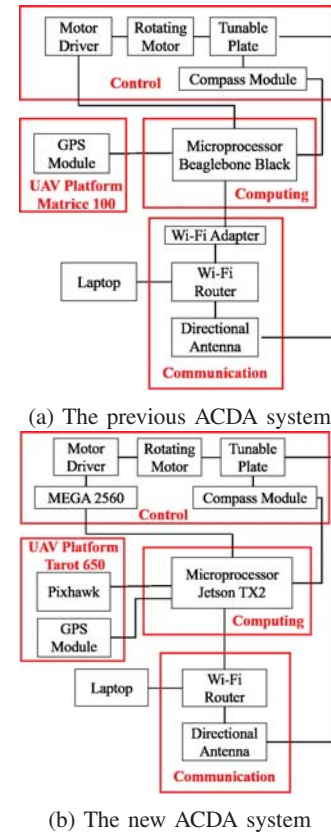 Motor
Driver
Rotating
Motor
Tunable
Plate
Compass Module
Control
GPS
Module
UAV Platform
Matrice 100
Microprocessor
Beaglebone Black
Computing
Wi-Fi Adapter
Laptop
Wi-Fi
Router
Directional
Antenna
Communication
(a) The previous ACDA system
Motor
Driver
Rotating
Motor
Tunable
Plate
MEGA 2560
Compass Module
Control
UAV Platform
Tarot 650
Pixhawk
GPS
Module
Microprocessor
Jetson TX2
Computing
Laptop
Wi-Fi
Router
Directional
Antenna
Communication
(b) The new ACDA system